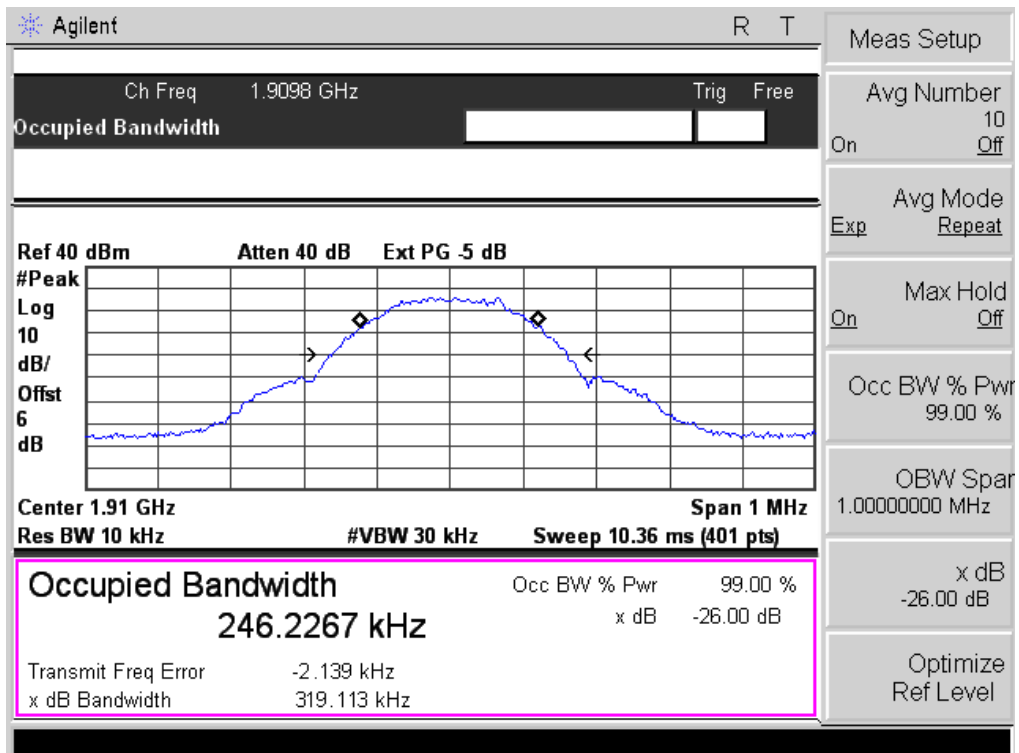 Agilent R T
Ch Freq 1.9098 GHz Trig Free
Occupied Bandwidth
Ref 40 dBm Atten 40 dB Ext PG -5 dB
#Peak
Log
10
dB/
Offst
6
dB
Center 1.91 GHz Span 1 MHz
Res BW 10 kHz #VBW 30 kHz Sweep 10.36 ms (401 pts)
Occupied Bandwidth Occ BW % Pwr 99.00 %
246.2267 kHz x dB -26.00 dB
Transmit Freq Error -2.139 kHz
x dB Bandwidth 319.113 kHz
Meas Setup
Avg Number
10
On Off
Avg Mode
Exp Repeat
Max Hold
On Off
Occ BW % Pwr
99.00 %
OBW Span
1.00000000 MHz
x dB
-26.00 dB
Optimize
Ref Level